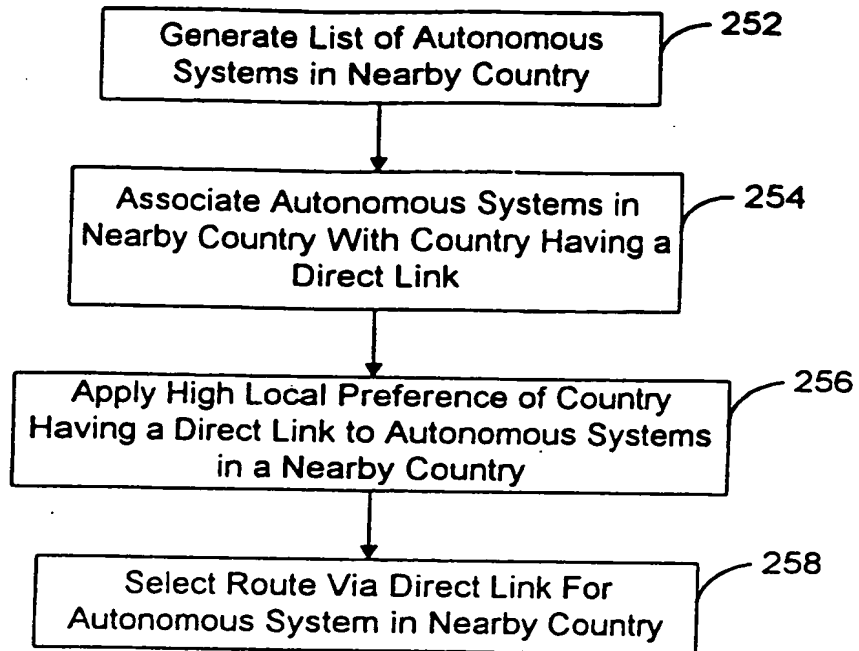 Generate List of Autonomous
Systems in Nearby Country
252
Associate Autonomous Systems in
Nearby Country With Country Having a
Direct Link
254
Apply High Local Preference of Country
Having a Direct Link to Autonomous Systems
in a Nearby Country
256
Select Route Via Direct Link For
Autonomous System in Nearby Country
258